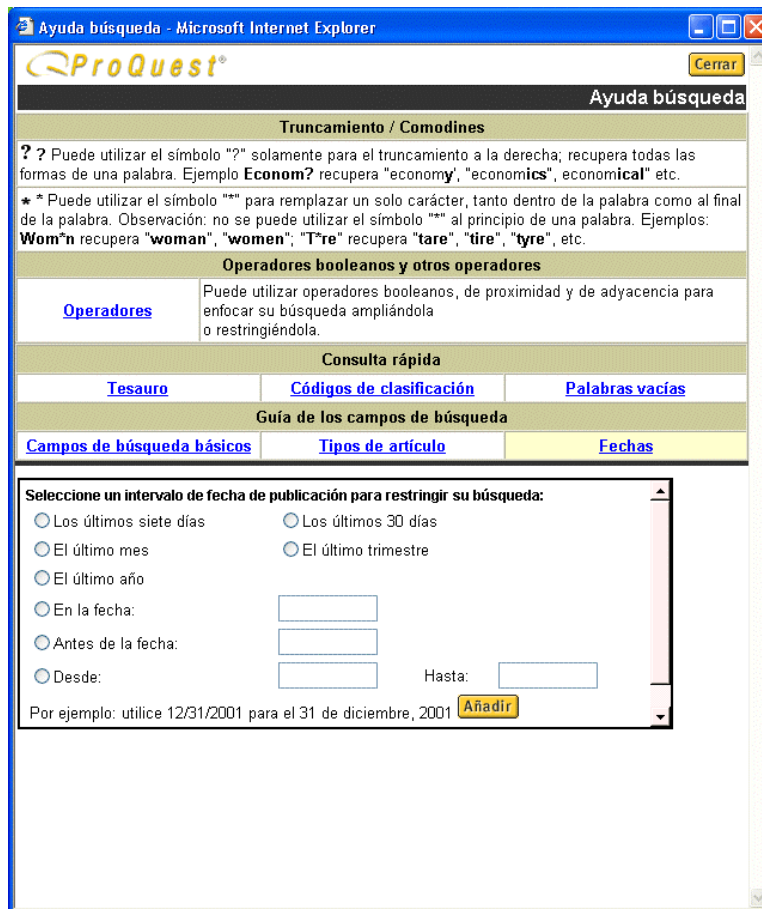 Ayuda búsqueda - Microsoft Internet Explorer
ProQuest®
Cerrar
Ayuda búsqueda
Truncamiento / Comodines
? ? Puede utilizar el símbolo "?" solamente para el truncamiento a la derecha; recupera todas las
formas de una palabra. Ejemplo Econom? recupera "economy', "economics", economical" etc.
* * Puede utilizar el símbolo "*" para remplazar un solo carácter, tanto dentro de la palabra como al final
de la palabra. Observación: no se puede utilizar el símbolo "*" al principio de una palabra. Ejemplos:
Wom*n recupera "woman", "women"; "T*re" recupera "tare", "tire", "tyre", etc.
Operadores booleanos y otros operadores
Operadores
Puede utilizar operadores booleanos, de proximidad y de adyacencia para
enfocar su búsqueda ampliándola
o restringiéndola.
Consulta rápida
Tesauro Códigos de clasificación Palabras vacías
Guía de los campos de búsqueda
Campos de búsqueda básicos Tipos de artículo Fechas
Seleccione un intervalo de fecha de publicación para restringir su búsqueda:
Los últimos siete días Los últimos 30 días
El último mes El último trimestre
El último año
En la fecha:
Antes de la fecha:
Desde: Hasta:
Por ejemplo: utilice 12/31/2001 para el 31 de diciembre, 2001 Añadir